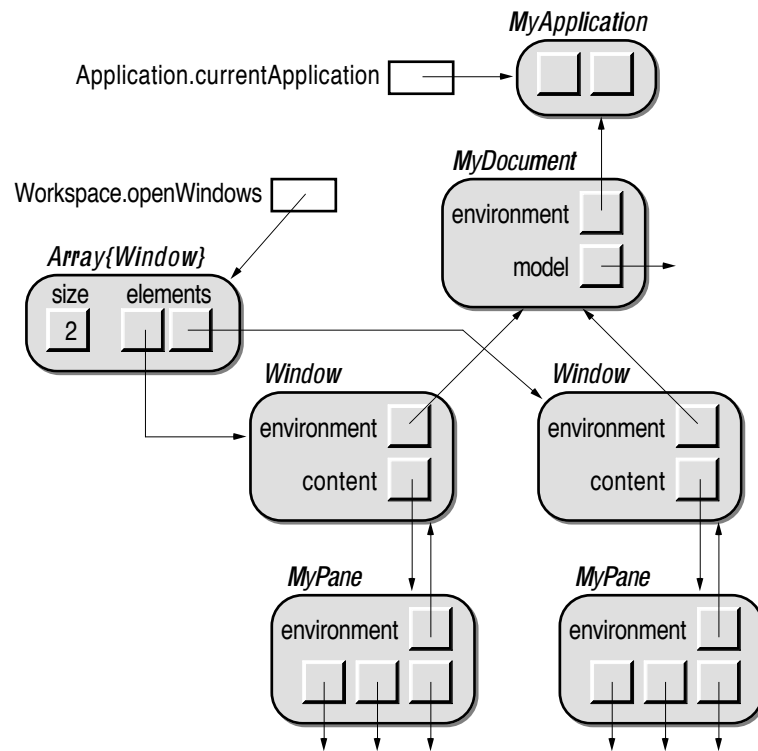 MyApplication
Application.currentApplication
MyDocument
Workspace.openWindows
environment
model
Array{Window}
size elements
2
Window
environment
content
Window
environment
content
MyPane
environment
MyPane
environment